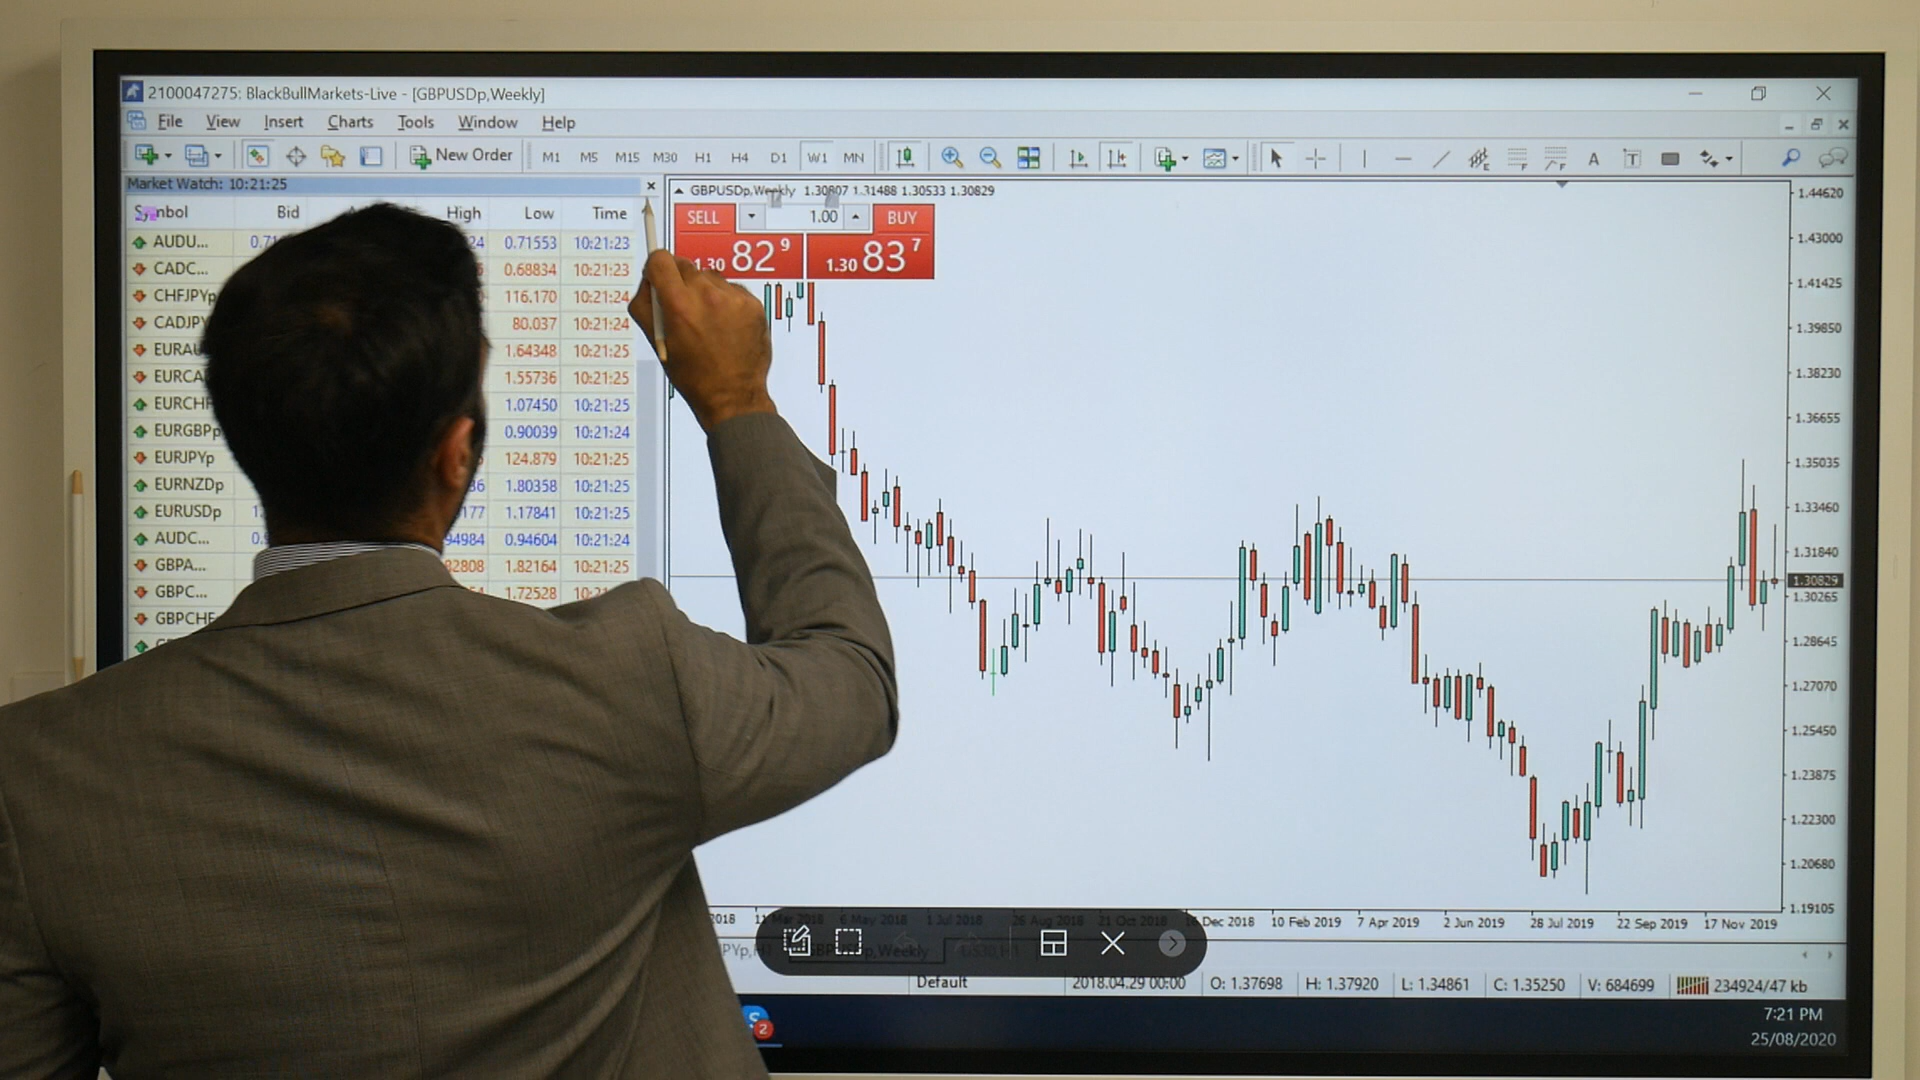 2100047275: BlackBullMarkets-Live - [GBPUSDp,Weekly]
File View Insert Charts Tools Window Help
New Order M1 M5 M15 M30 H1 H4 D1 W1 MN
Market Watch: 10:21:25
Symbol Bid High Low Time
AUDU... 0.71553 10:21:23
CADC... 0.68834 10:21:23
CHFJPYp 116.170 10:21:24
CADJPY 80.037 10:21:24
EURAU 1.64348 10:21:25
EURCA 1.55736 10:21:25
EURCHF 1.07450 10:21:25
EURGBPp 0.90039 10:21:24
EURJPYp 124.879 10:21:25
EURNZDp 1.80358 10:21:25
EURUSDp 1.17841 10:21:25
AUDC... 94984 0.94604 10:21:24
GBPA... 82808 1.82164 10:21:25
GBPC... 1.72528
GBPCHF
GBPUSDp,Weekly 1.30807 1.31488 1.30533 1.30829
SELL 1.00 BUY
1.30 82 9 1.30 83 7
1.44620
1.43000
1.41425
1.39850
1.38230
1.36655
1.35035
1.33460
1.31840
1.30829
1.30265
1.28645
1.27070
1.25450
1.23875
1.22300
1.20680
1.19105
2018 11 Mar 2018 6 May 2018 1 Jul 2018 26 Aug 2018 21 Oct 2018 Dec 2018 10 Feb 2019 7 Apr 2019 2 Jun 2019 28 Jul 2019 22 Sep 2019 17 Nov 2019
Default 2018.04.29 00:00 O: 1.37698 H: 1.37920 L: 1.34861 C: 1.35250 V: 684699 234924/47 kb
S 2
7:21 PM
25/08/2020